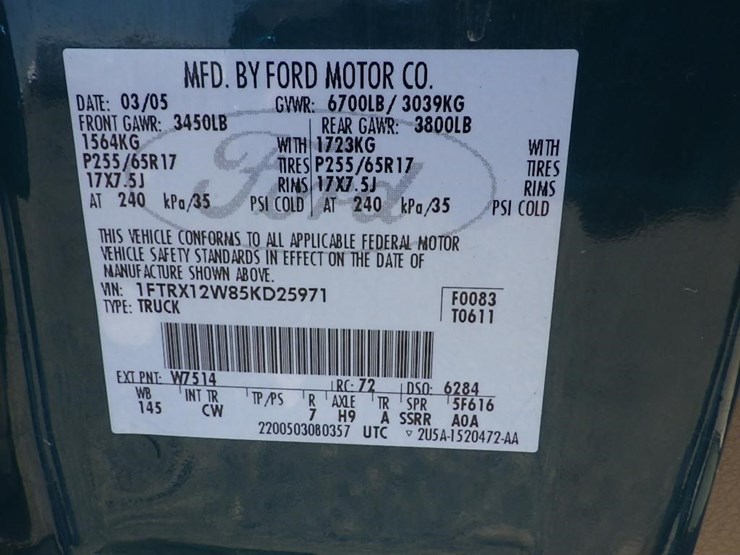 MFD. BY FORD MOTOR CO.
DATE: 03/05 GVWR: 6700LB/ 3039KG
FRONT GAWR: 3450LB REAR GAWR: 3800LB
1564KG WITH 1723KG WITH
P255/65R17 TIRES P255/65R17 TIRES
17X7.5J RIMS 17X7.5J RIMS
AT 240 kPa/35 PSI COLD AT 240 kPa/35 PSI COLD
Ford
THIS VEHICLE CONFORMS TO ALL APPLICABLE FEDERAL MOTOR
VEHICLE SAFETY STANDARDS IN EFFECT ON THE DATE OF
MANUFACTURE SHOWN ABOVE.
VIN: 1FTRX12W85KD25971 F0083
TYPE: TRUCK T0611
EXT PNT: W7514 RC: 72 DSO: 6284
WB INT TR TP/PS R AXLE TR SPR 5F616
145 CW 7 H9 A SSRR AOA
2200503080357 UTC ▽ 2U5A-1520472-AA